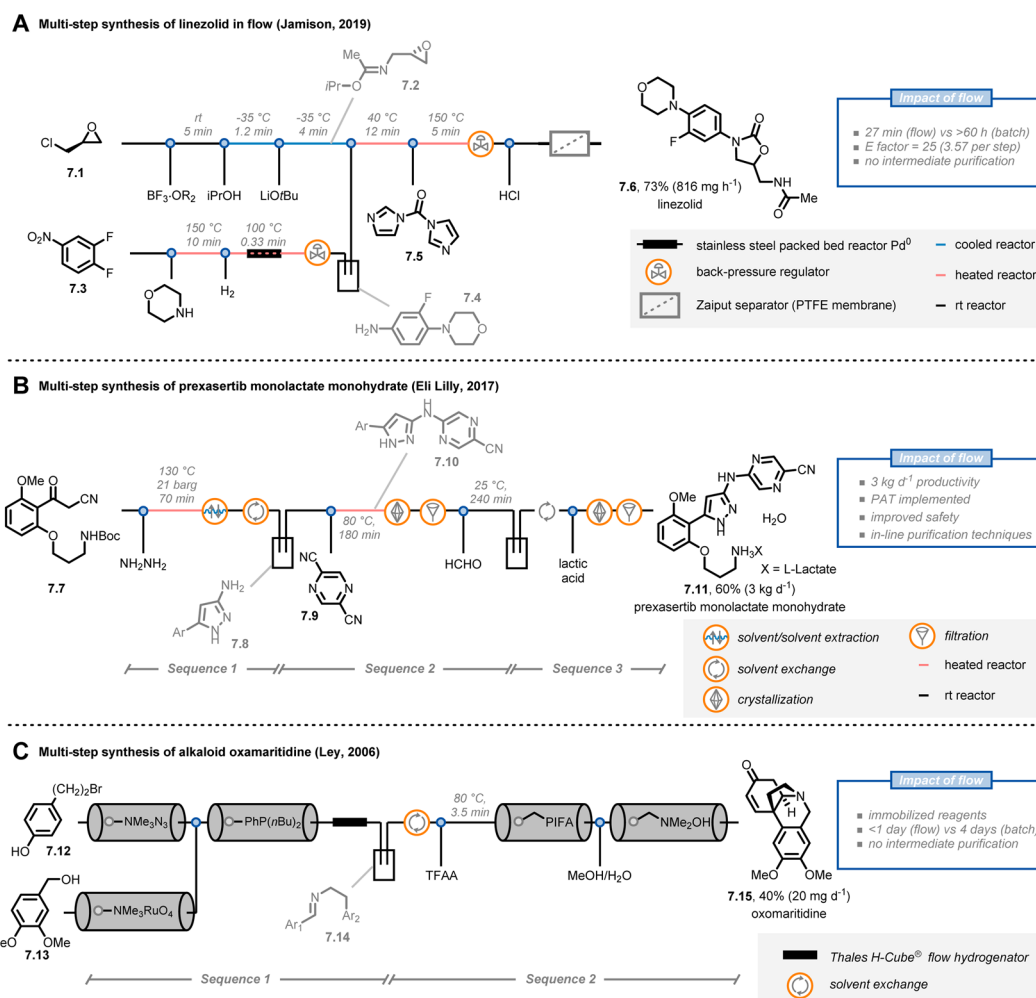 A Multi-step synthesis of linezolid in flow (Jamison, 2019)
Me
O
N
iPr
O
7.2
rt
5 min
-35 °C
1.2 min
-35 °C
4 min
40 °C
12 min
150 °C
5 min
Cl
O
7.1
BF3·OR2
iPrOH
LiOtBu
HCl
N
N
O
N
N
7.5
O2N
F
F
7.3
150 °C
10 min
100 °C
0.33 min
O
NH
H2
F
H2N
N
O
7.4
O
N
F
N
O
O
HN
Me
O
7.6, 73% (816 mg h-1)
linezolid
Impact of flow
27 min (flow) vs >60 h (batch)
E factor = 25 (3.57 per step)
no intermediate purification
stainless steel packed bed reactor Pd0
back-pressure regulator
Zaiput separator (PTFE membrane)
cooled reactor
heated reactor
rt reactor
B Multi-step synthesis of prexasertib monolactate monohydrate (Eli Lilly, 2017)
OMe
O
CN
O
NHBoc
7.7
130 °C
21 barg
70 min
NH2NH2
NH2
N
N
H
Ar
7.8
Ar
HN
N
H
N
N
N
CN
7.10
80 °C,
180 min
CN
N
N
CN
7.9
25 °C,
240 min
HCHO
lactic
acid
N
N
CN
HN
OMe
N
N
H
O
H2O
NH3X
X = L-Lactate
7.11, 60% (3 kg d-1)
prexasertib monolactate monohydrate
Impact of flow
3 kg d-1 productivity
PAT implemented
improved safety
in-line purification techniques
Sequence 1
Sequence 2
Sequence 3
solvent/solvent extraction
solvent exchange
crystallization
filtration
heated reactor
rt reactor
C Multi-step synthesis of alkaloid oxamaritidine (Ley, 2006)
(CH2)2Br
HO
7.12
NMe3N3
PhP(nBu)2
OH
OMe
7.13
NMe3RuO4
N
Ar1
Ar2
7.14
TFAA
80 °C,
3.5 min
PIFA
NMe2OH
MeOH/H2O
O
N
H
MeO
OMe
7.15, 40% (20 mg d-1)
oxomaritidine
Impact of flow
immobilized reagents
<1 day (flow) vs 4 days (batch)
no intermediate purification
Sequence 1
Sequence 2
Thales H-Cube® flow hydrogenator
solvent exchange